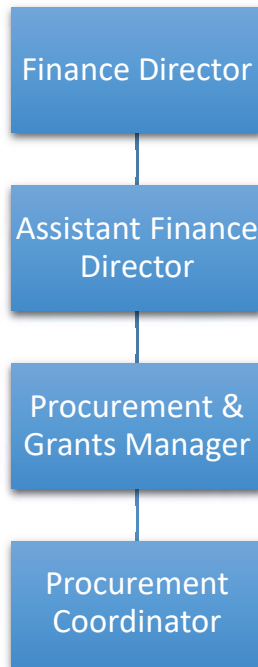 Finance Director
Assistant Finance
Director
Procurement &
Grants Manager
Procurement
Coordinator